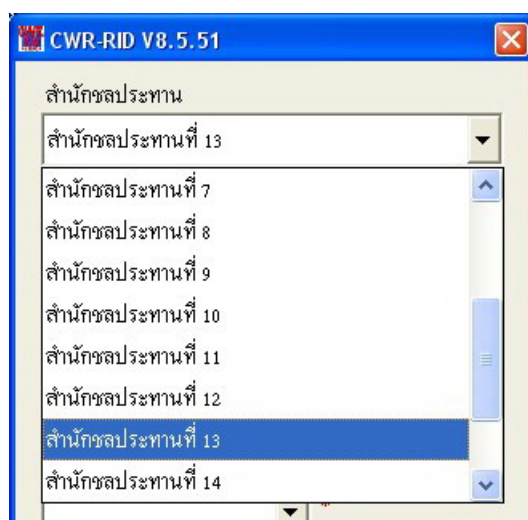 CWR-RID V8.5.51
สำนักชลประทาน
สำนักชลประทานที่ 13
สำนักชลประทานที่ 7
สำนักชลประทานที่ 8
สำนักชลประทานที่ 9
สำนักชลประทานที่ 10
สำนักชลประทานที่ 11
สำนักชลประทานที่ 12
สำนักชลประทานที่ 13
สำนักชลประทานที่ 14
*